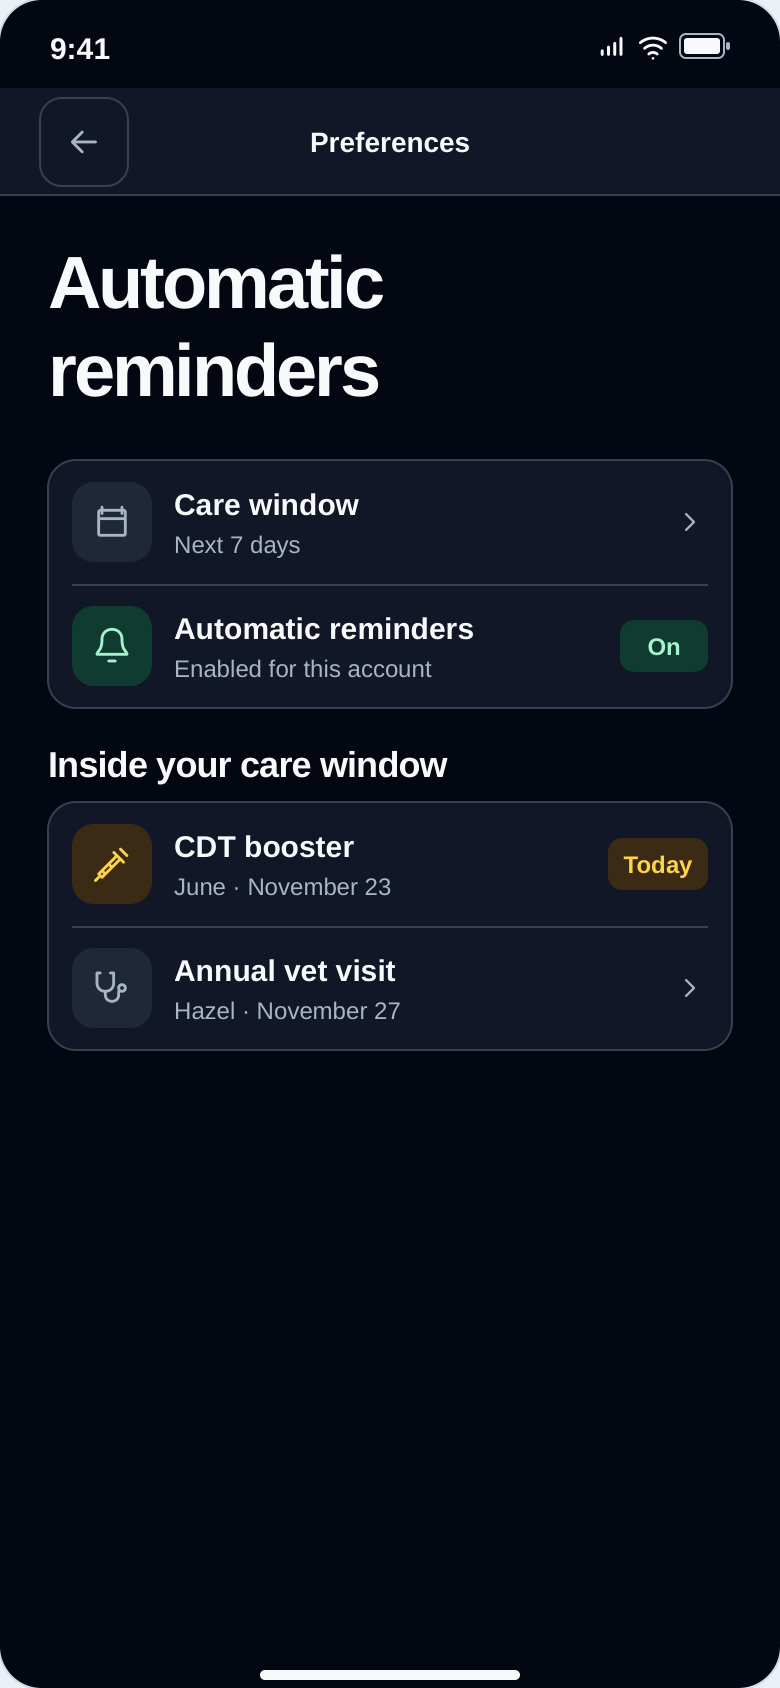 9:41
Preferences
Automatic
reminders
Care window
Next 7 days
Automatic reminders
Enabled for this account
On
Inside your care window
CDT booster
June · November 23
Today
Annual vet visit
Hazel · November 27